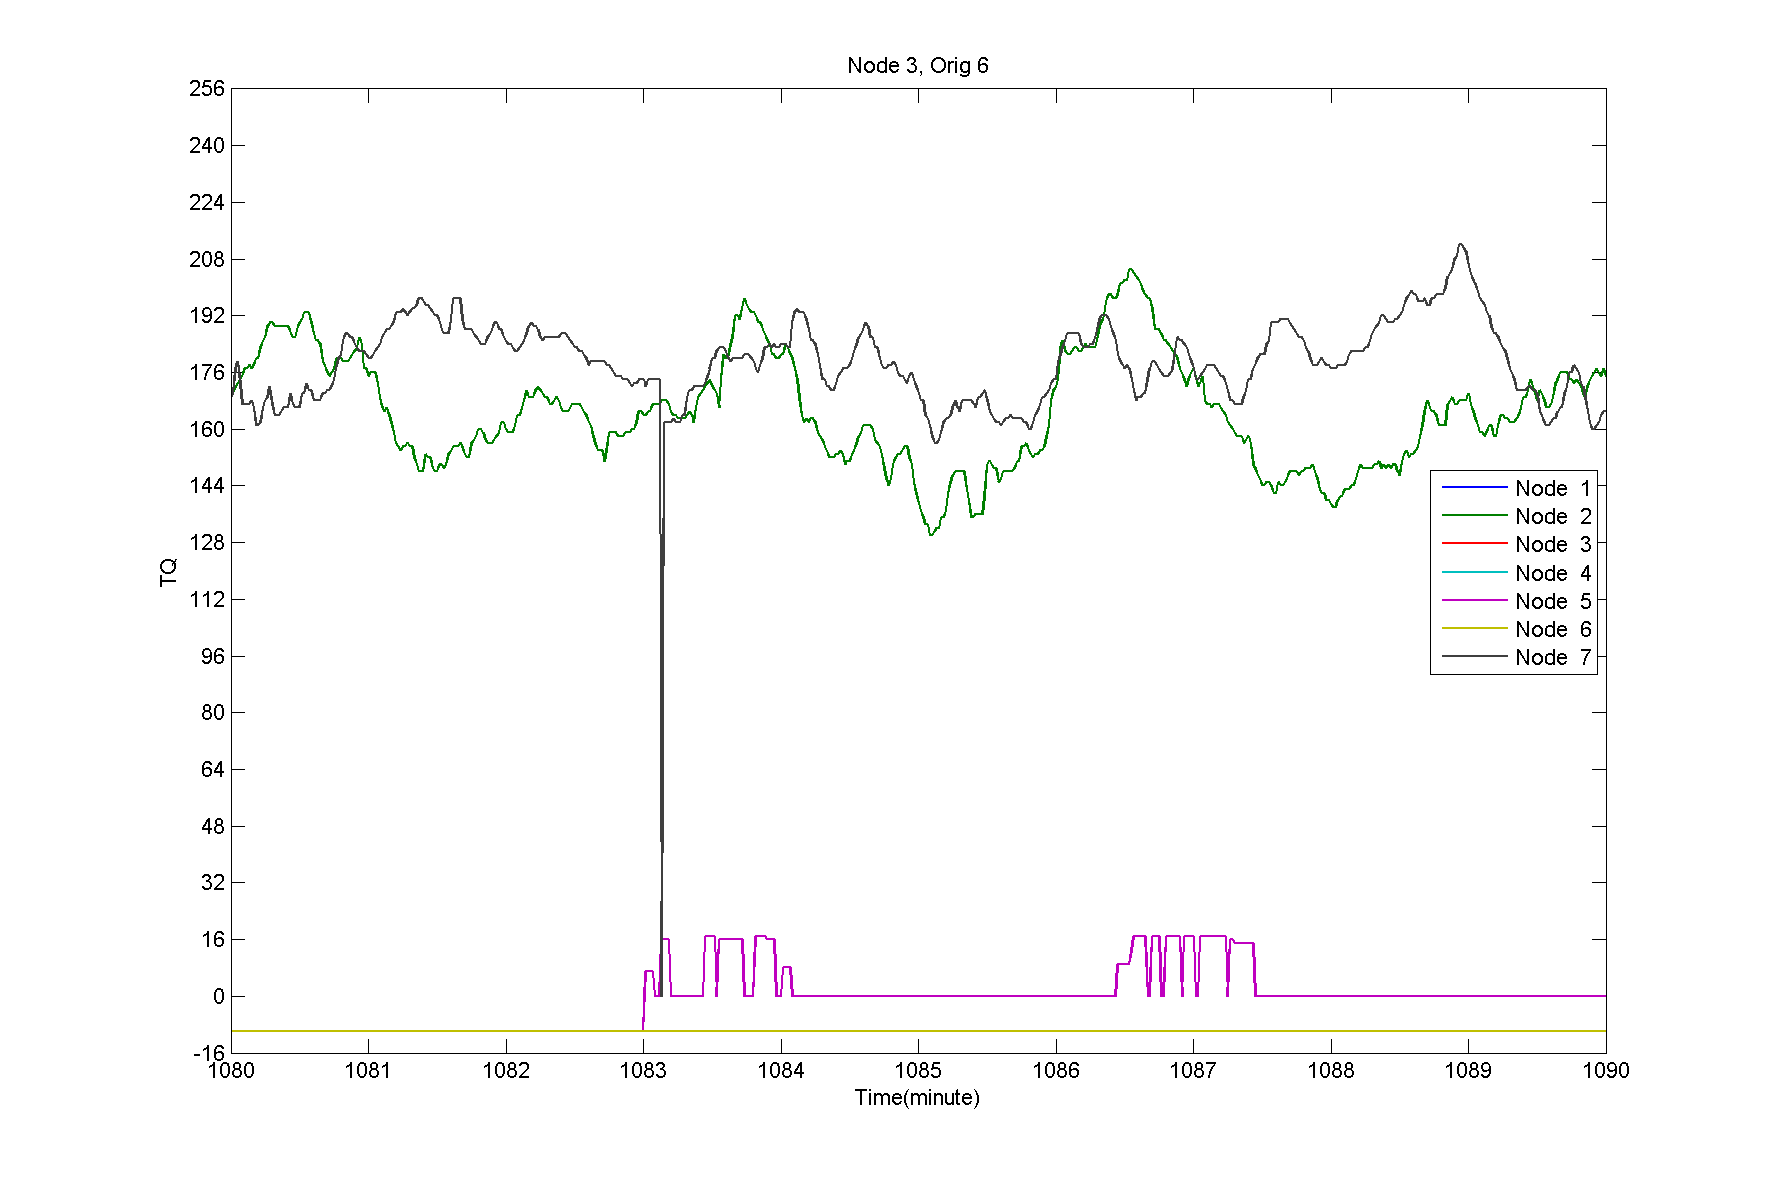 Node 3, Orig 6
256
240
224
208
192
176
160
144
128
112
96
80
64
48
32
16
0
-16
TQ
Node 1
Node 2
Node 3
Node 4
Node 5
Node 6
Node 7
1080 1081 1082 1083 1084 1085 1086 1087 1088 1089 1090
Time(minute)